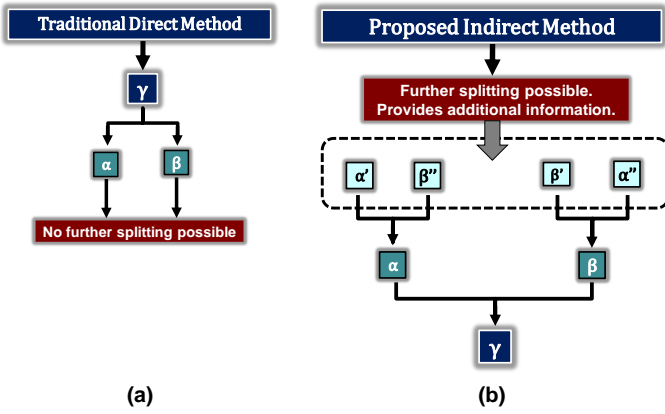 Traditional Direct Method
γ
α
β
No further splitting possible
(a)
Proposed Indirect Method
Further splitting possible.
Provides additional information.
α’
β’’
β’
α’’
α
β
γ
(b)